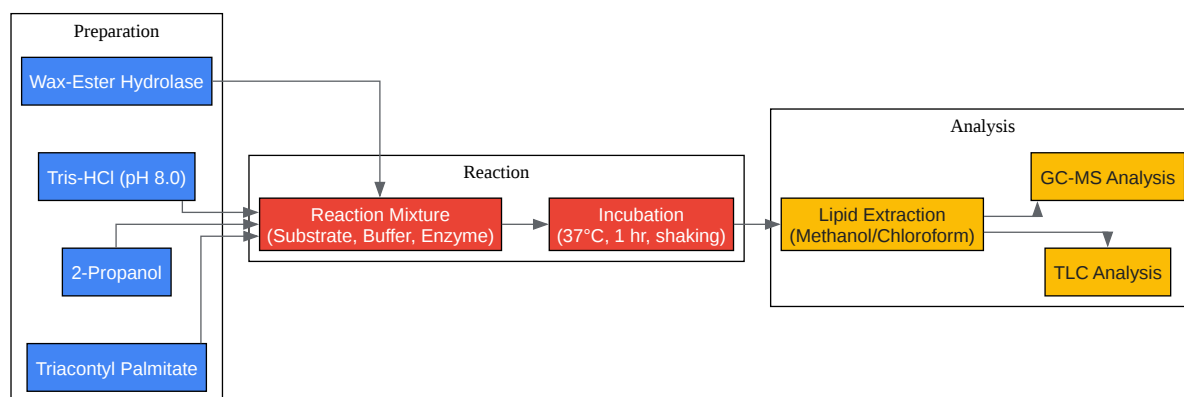 Preparation
Wax-Ester Hydrolase
Tris-HCl (pH 8.0)
2-Propanol
Triacontyl Palmitate
Reaction
Reaction Mixture
(Substrate, Buffer, Enzyme)
Incubation
(37°C, 1 hr, shaking)
Analysis
Lipid Extraction
(Methanol/Chloroform)
GC-MS Analysis
TLC Analysis